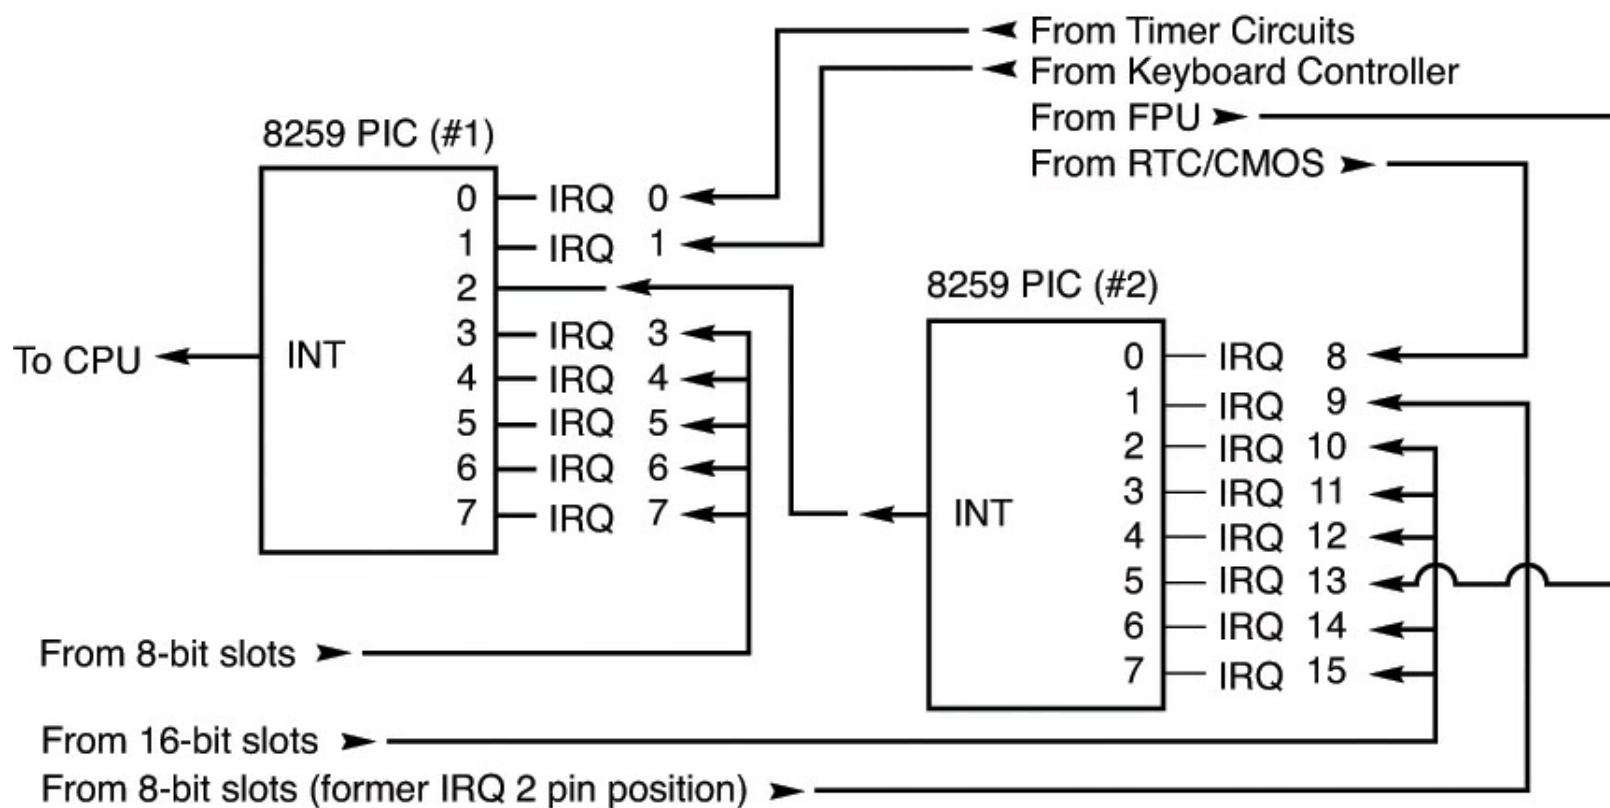 From Timer Circuits
From Keyboard Controller
From FPU
From RTC/CMOS
8259 PIC (#1)
0 IRQ 0
1 IRQ 1
2
3 IRQ 3
To CPU INT
4 IRQ 4
5 IRQ 5
6 IRQ 6
7 IRQ 7
8259 PIC (#2)
0 IRQ 8
1 IRQ 9
2 IRQ 10
3 IRQ 11
INT
4 IRQ 12
5 IRQ 13
6 IRQ 14
7 IRQ 15
From 8-bit slots
From 16-bit slots
From 8-bit slots (former IRQ 2 pin position)